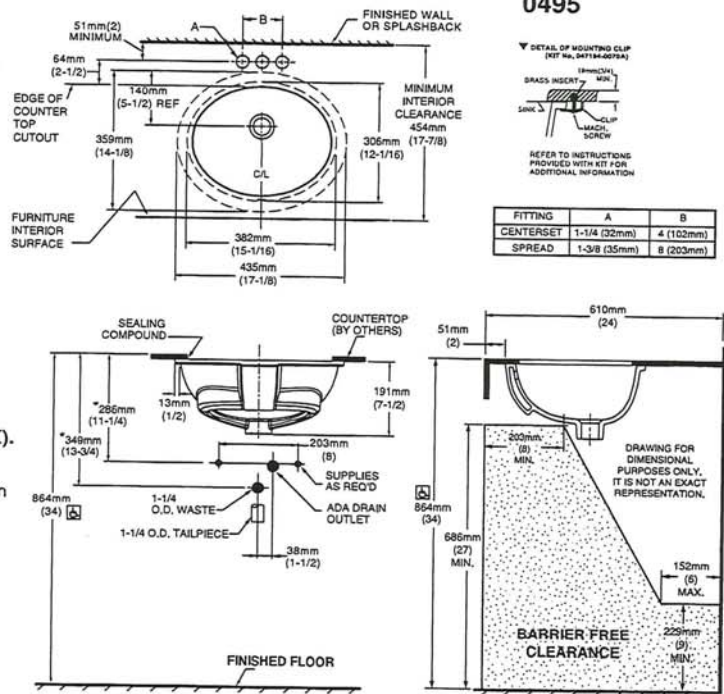 0495
51mm(2)
MINIMUM
A
B
FINISHED WALL
OR SPLASHBACK
64mm
(2-1/2)
140mm
(5-1/2) REF
EDGE OF
COUNTER
TOP
CUTOUT
359mm
(14-1/8)
C/L
306mm
(12-1/16)
MINIMUM
INTERIOR
CLEARANCE
454mm
(17-7/8)
FURNITURE
INTERIOR
SURFACE
382mm
(15-1/16)
435mm
(17-1/8)
DETAIL OF MOUNTING CLIP
BRASS INSERT
MIN.
SINK
CLIP
MACH.
SCREW
REFER TO INSTRUCTIONS
PROVIDED WITH KIT FOR
ADDITIONAL INFORMATION
FITTING A B
CENTERSET 1-1/4 (32mm) 4 (102mm)
SPREAD 1-3/8 (35mm) 8 (203mm)
SEALING
COMPOUND
COUNTERTOP
(BY OTHERS)
13mm
(1/2)
191mm
(7-1/2)
*286mm
(11-1/4)
*349mm
(13-3/4)
864mm
(34)
203mm
(8)
SUPPLIES
AS REQ'D
1-1/4
O.D. WASTE
ADA DRAIN
OUTLET
1-1/4 O.D. TAILPIECE
38mm
(1-1/2)
FINISHED FLOOR
610mm
(24)
51mm
(2)
203mm
(8)
MIN.
DRAWING FOR
DIMENSIONAL
PURPOSES ONLY.
IT IS NOT AN EXACT
REPRESENTATION.
864mm
(34)
686mm
(27)
MIN.
152mm
(6)
MAX.
229mm
(9)
MIN.
BARRIER FREE
CLEARANCE